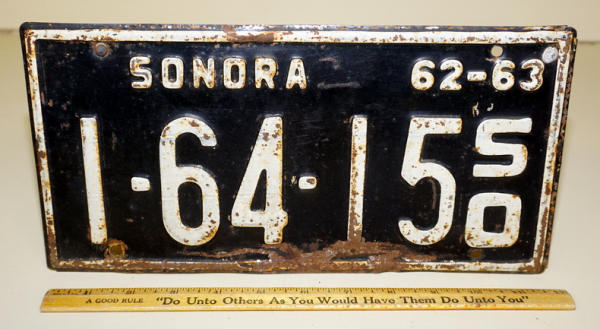 SONORA 62-63
1-64-15 SO
A GOOD RULE "Do Unto Others As You Would Have Them Do Unto You"